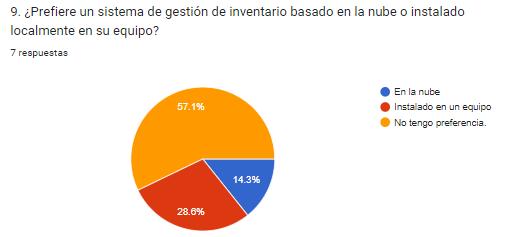 9. ¿Prefiere un sistema de gestión de inventario basado en la nube o instalado
localmente en su equipo?
7 respuestas
En la nube
Instalado en un equipo
No tengo preferencia.
57.1%
14.3%
28.6%